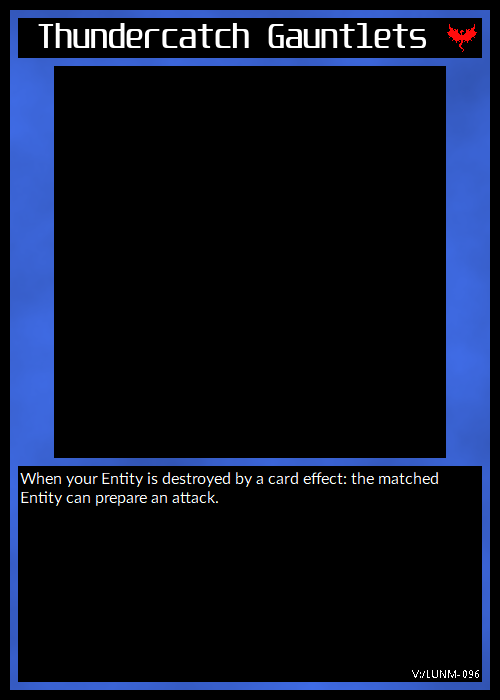 Thundercatch Gauntlets
When your Entity is destroyed by a card effect: the matched
Entity can prepare an attack.
V:/LUNM-096